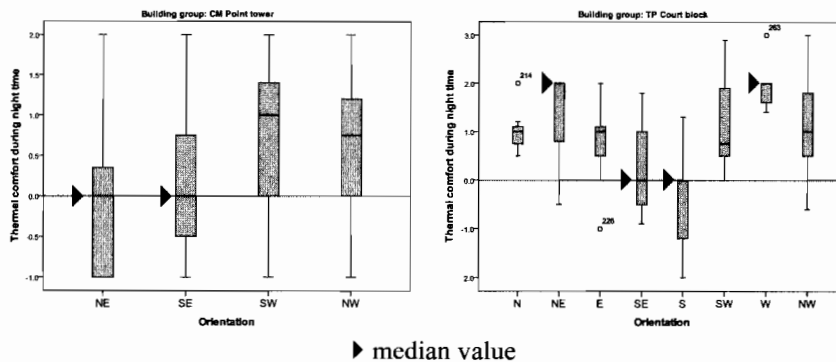 Building group: CM Point tower
Thermal comfort during night time
2.0
1.5
1.0
0.5
0.0
-0.5
-1.0
NE SE SW NW
Orientation
Building group: TP Court block
Thermal comfort during night time
3.0
2.0
1.0
0.0
1.0
2.0
214
263
226
N NE E SE S SW W NW
Orientation
median value